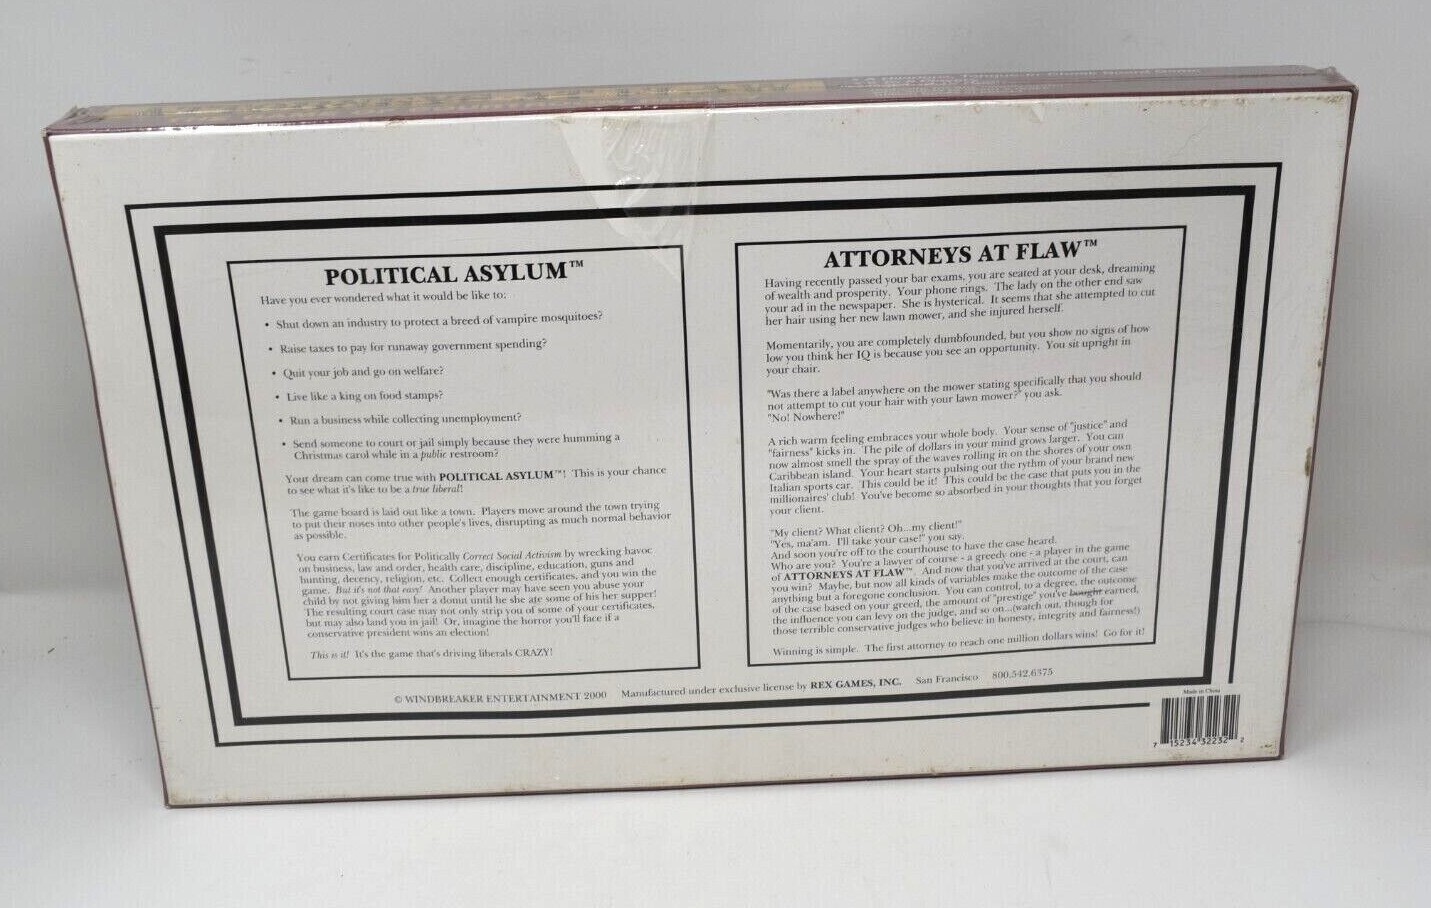 POLITICAL ASYLUM™
Have you ever wondered what it would be like to:
• Shut down an industry to protect a breed of vampire mosquitoes?
• Raise taxes to pay for runaway government spending?
• Quit your job and go on welfare?
• Live like a king on food stamps?
• Run a business while collecting unemployment?
• Send someone to court or jail simply because they were humming a
Christmas carol while in a public restroom?
Your dream can come true with POLITICAL ASYLUM™! This is your chance
to see what it's like to be a true liberal!
The game board is laid out like a town. Players move around the town trying
to put their noses into other people's lives, disrupting as much normal behavior
as possible.
You earn Certificates for Politically Correct Social Activism by wrecking havoc
on business, law and order, health care, discipline, education, guns and
hunting, decency, religion, etc. Collect enough certificates, and you win the
game. But it's not that easy! Another player may have seen you abuse your
child by not giving him/her a donut until he/she ate some of his/her supper!
The resulting court case may not only strip you of some of your certificates,
but may also land you in jail! Or, imagine the horror you'll face if a
conservative president wins an election!
This is it! It's the game that's driving liberals CRAZY!
ATTORNEYS AT FLAW™
Having recently passed your bar exams, you are seated at your desk, dreaming
of wealth and prosperity. Your phone rings. The lady on the other end saw
your ad in the newspaper. She is hysterical. It seems that she attempted to cut
her hair using her new lawn mower, and she injured herself.
Momentarily, you are completely dumbfounded, but you show no signs of how
low you think her IQ is because you see an opportunity. You sit upright in
your chair.
"Was there a label anywhere on the mower stating specifically that you should
not attempt to cut your hair with your lawn mower?" you ask.
"No! Nowhere!"
A rich warm feeling embraces your whole body. Your sense of "justice" and
"fairness" kicks in. The pile of dollars in your mind grows larger. You can
now almost smell the spray of the waves rolling in on the shores of your own
Caribbean island. Your heart starts pulsing out the rythm of your brand new
Italian sports car. This could be it! This could be the case that puts you in the
millionaires' club! You've become so absorbed in your thoughts that you forget
your client.
"My client? What client? Oh...my client!"
"Yes, ma'am. I'll take your case!" you say.
And soon you're off to the courthouse to have the case heard.
Who are you? You're a lawyer of course - a greedy one - a player in the game
of ATTORNEYS AT FLAW™. And now that you've arrived at the court, can
you win? Maybe, but now all kinds of variables make the outcome of the case
anything but a foregone conclusion. You can control, to a degree, the outcome
of the case based on your greed, the amount of "prestige" you've bought earned,
the influence you can levy on the judge, and so on...(watch out, though for
those terrible conservative judges who believe in honesty, integrity and fairness!)
Winning is simple. The first attorney to reach one million dollars wins! Go for it!
© WINDBREAKER ENTERTAINMENT 2000 Manufactured under exclusive license by REX GAMES, INC. San Francisco 800.542.6375
Made in China
7 15234 32232 2